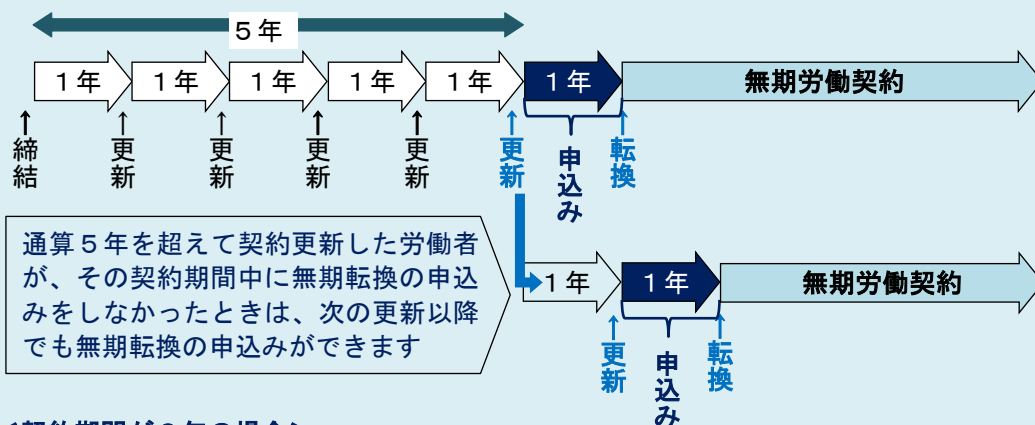 ５年
１年 １年 １年 １年 １年 １年 無期労働契約
↑締結 ↑更新 ↑更新 ↑更新 ↑更新 ↑更新 申込み ↑転換
通算５年を超えて契約更新した労働者
が、その契約期間中に無期転換の申込
みをしなかったときは、次の更新以降
でも無期転換の申込みができます
１年 １年 無期労働契約
↑更新 申込み ↑転換